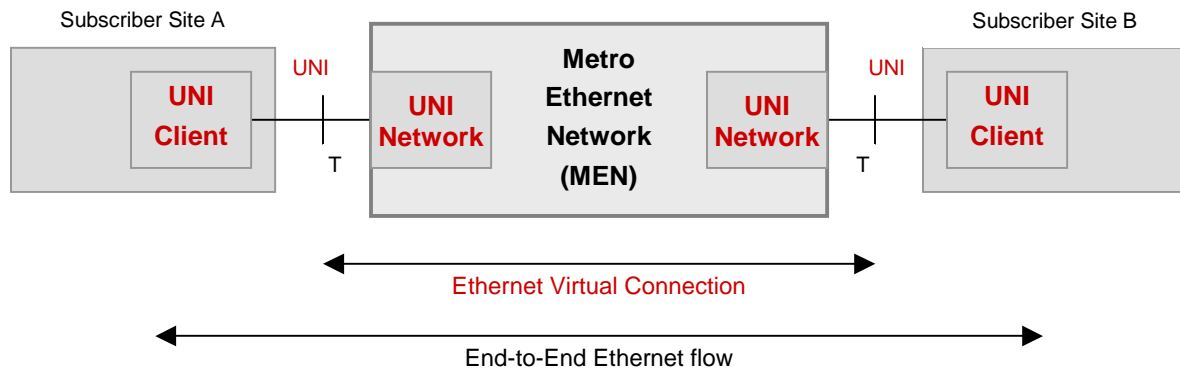 Subscriber Site A
Subscriber Site B
UNI
UNI
Metro
Ethernet
Network
(MEN)
UNI
Client
UNI
Network
UNI
Network
UNI
Client
T
T
Ethernet Virtual Connection
End-to-End Ethernet flow